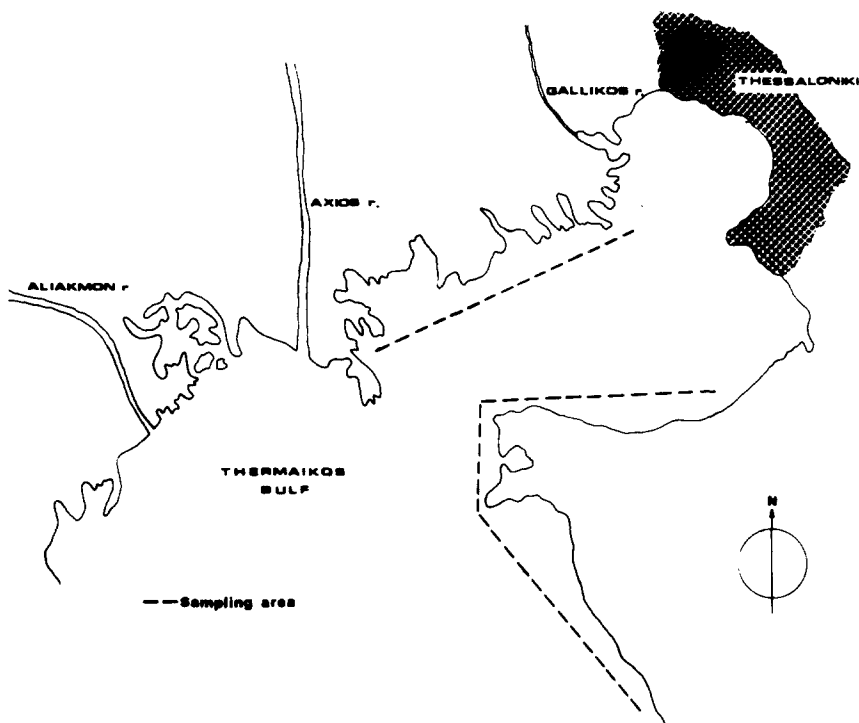 THESSALONIKI
GALLIKOS r.
AXIOS r.
ALIAKMON r
THERMAIKOS
GULF
N
Sampling area